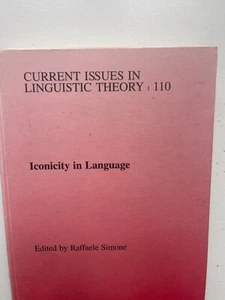 CURRENT ISSUES IN
LINGUISTIC THEORY 110
Iconicity in Language
Edited by Raffaele Simone